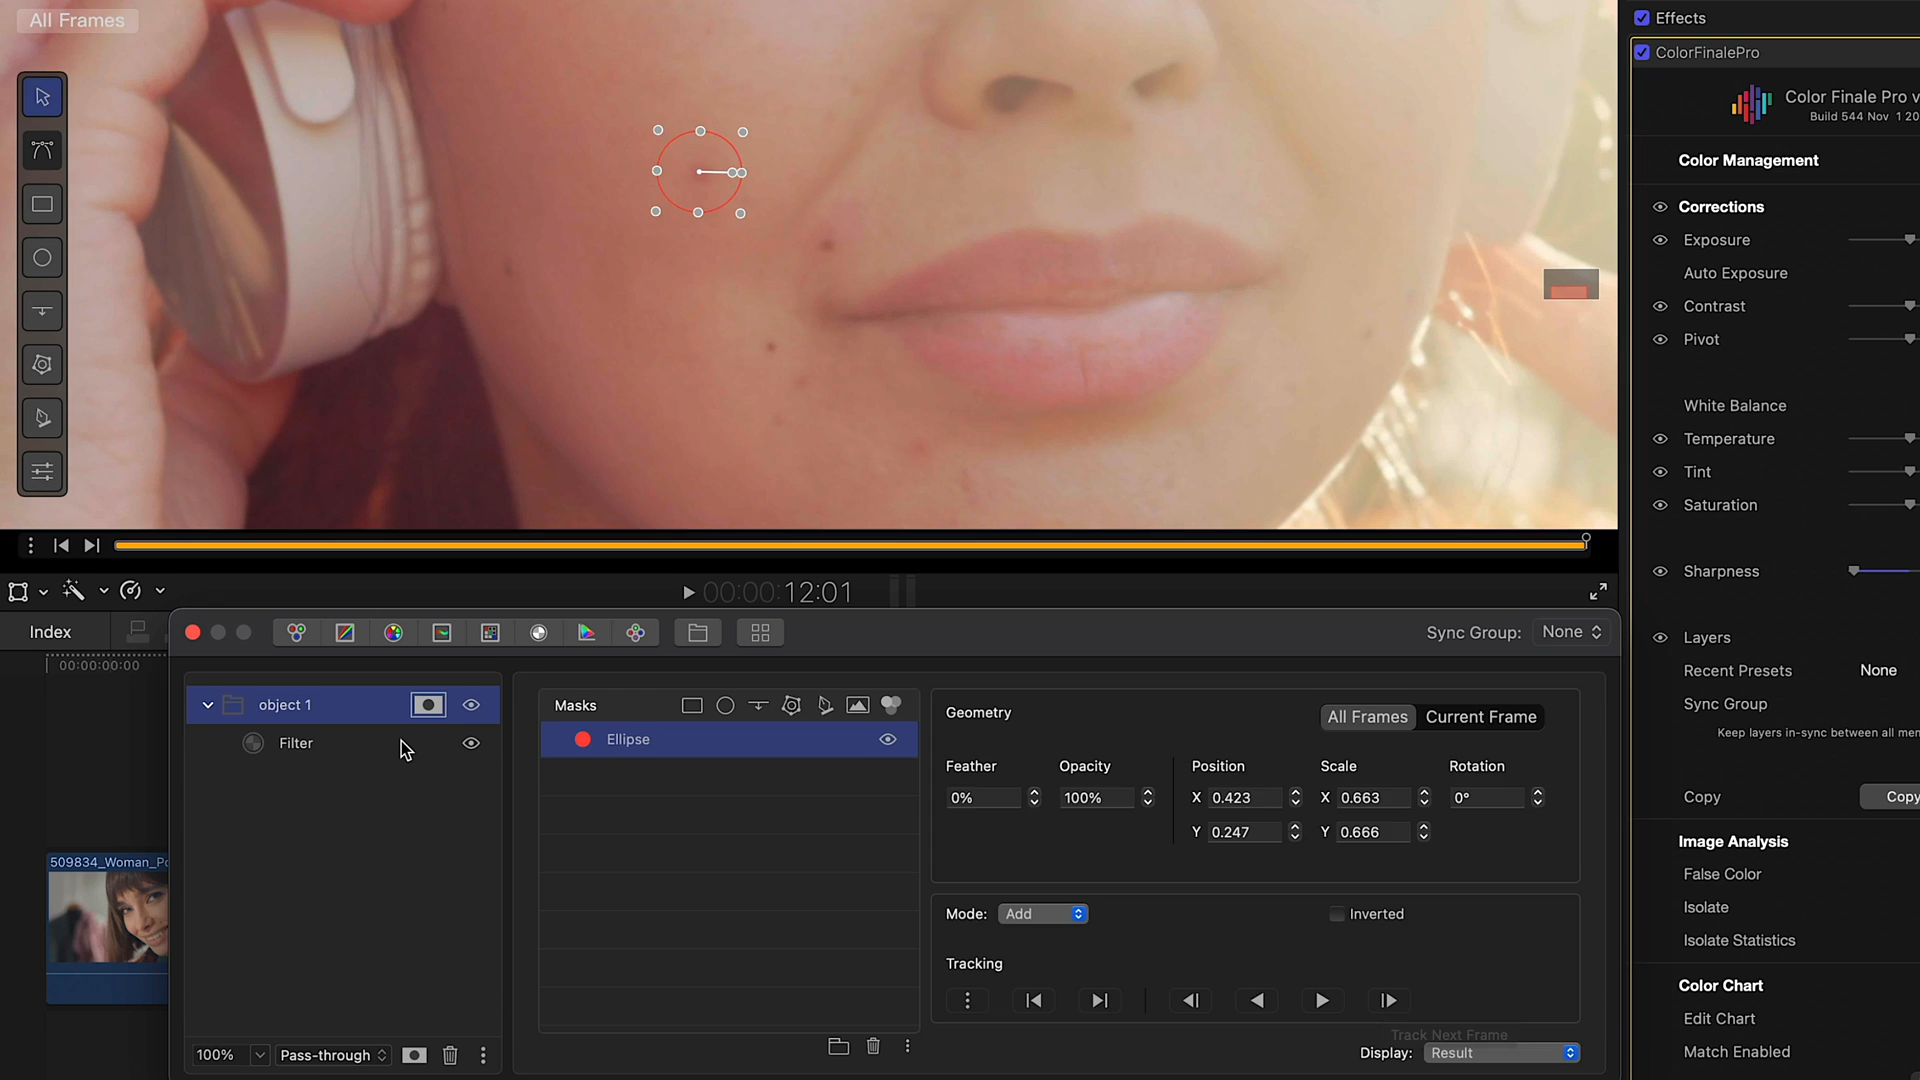 All Frames
Effects
ColorFinalePro
Color Finale Pro v
Build 544 Nov 1 20
Color Management
Corrections
Exposure
Auto Exposure
Contrast
Pivot
White Balance
Temperature
Tint
Saturation
Sharpness
00:00:00:12:01
Index
Sync Group: None
00:00:00:00
Layers
Recent Presets None
Sync Group
Keep layers in-sync between all mem
Copy Copy
object 1
Filter
Masks
Ellipse
Geometry
All Frames Current Frame
Feather Opacity Position Scale Rotation
0% 100% X 0.423 X 0.663 0°
Y 0.247 Y 0.666
Mode: Add Inverted
Tracking
Track Next Frame
Display: Result
100% Pass-through
509834_Woman_Po
Image Analysis
False Color
Isolate
Isolate Statistics
Color Chart
Edit Chart
Match Enabled